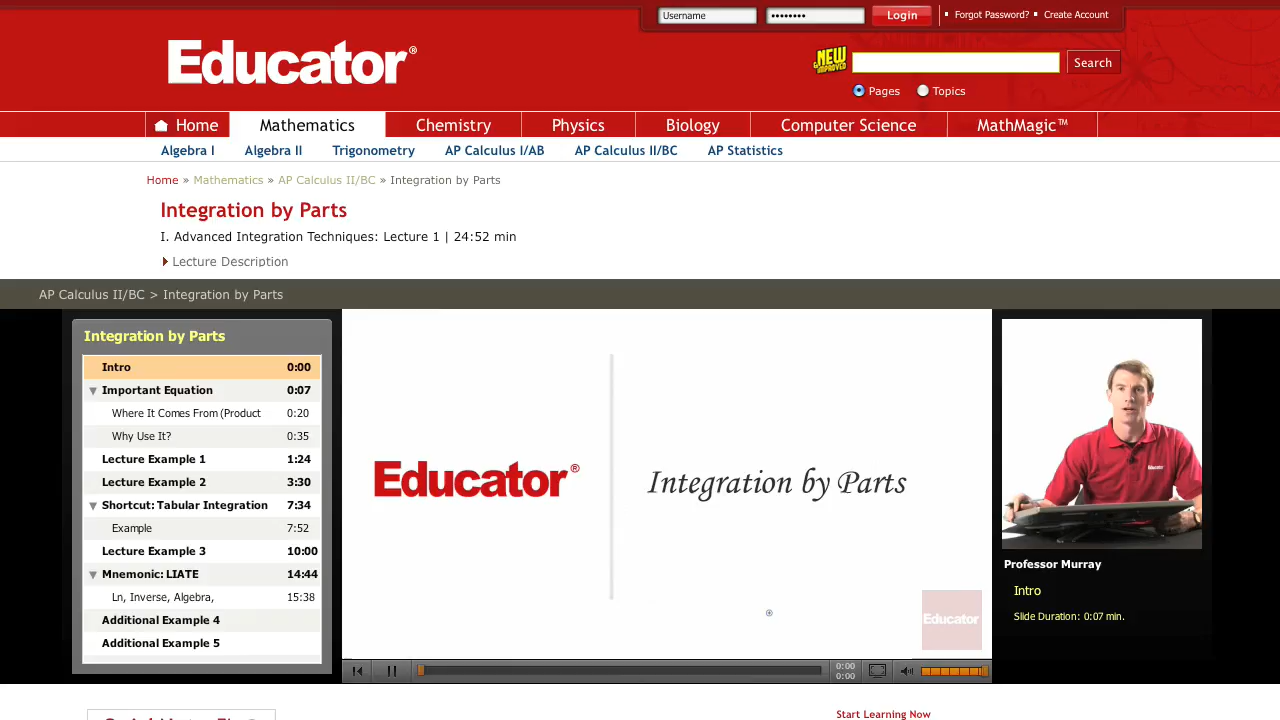 Username
••••••••
Login
Forgot Password?
Create Account
Educator®
NEW
& IMPROVED
Search
Pages
Topics
Home
Mathematics
Chemistry
Physics
Biology
Computer Science
MathMagic™
Algebra I
Algebra II
Trigonometry
AP Calculus I/AB
AP Calculus II/BC
AP Statistics
Home » Mathematics » AP Calculus II/BC » Integration by Parts
Integration by Parts
I. Advanced Integration Techniques: Lecture 1 | 24:52 min
Lecture Description
AP Calculus II/BC > Integration by Parts
Integration by Parts
Intro 0:00
Important Equation 0:07
Where It Comes From (Product 0:20
Why Use It? 0:35
Lecture Example 1 1:24
Lecture Example 2 3:30
Shortcut: Tabular Integration 7:34
Example 7:52
Lecture Example 3 10:00
Mnemonic: LIATE 14:44
Ln, Inverse, Algebra, 15:38
Additional Example 4
Additional Example 5
Educator®
Integration by Parts
Educator
0:00
0:00
Educator
Professor Murray
Intro
Slide Duration: 0:07 min.
Start Learning Now